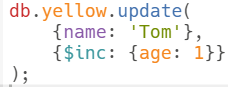 db.yellow.update(
    {name: 'Tom'},
    {$inc: {age: 1}}
);